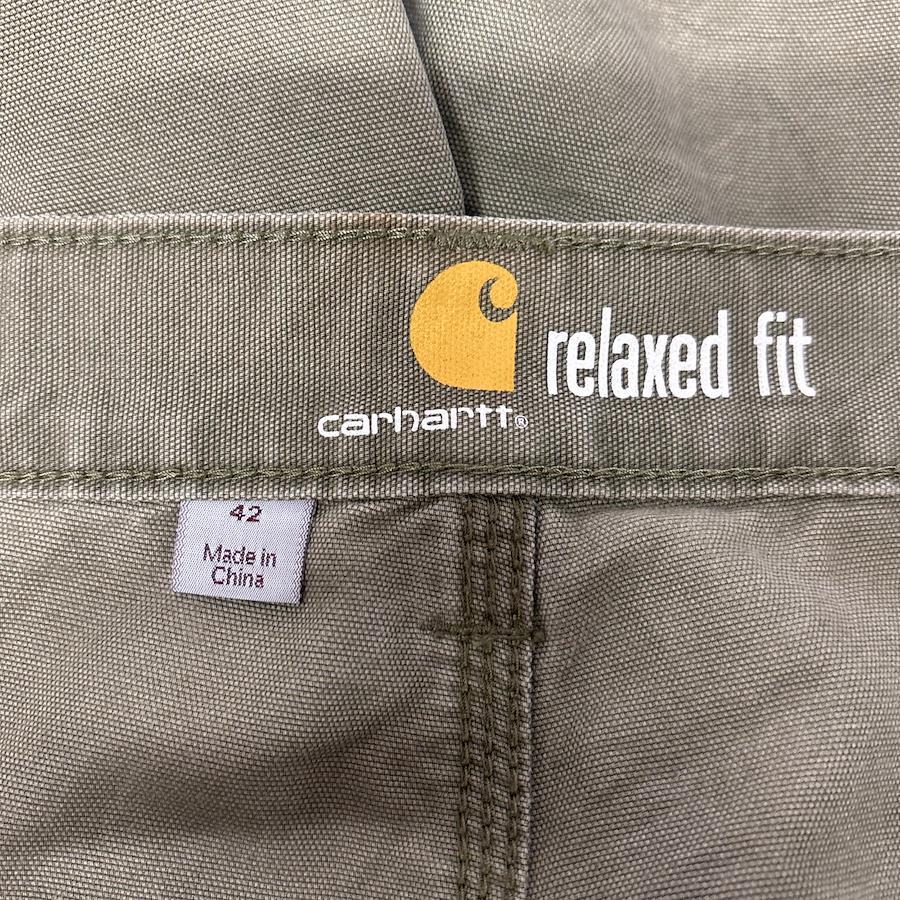 relaxed fit
carhartt®
42
Made in
China